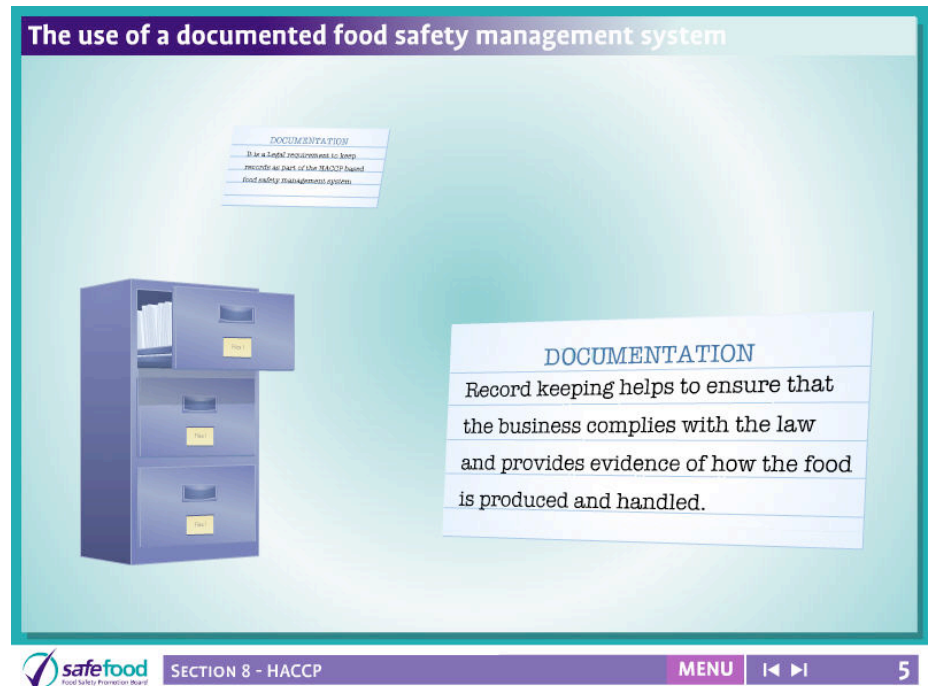 The use of a documented food safety management system
DOCUMENTATION
It is a Legal requirement to keep
records as part of the HACCP based
food safety management system
DOCUMENTATION
Record keeping helps to ensure that
the business complies with the law
and provides evidence of how the food
is produced and handled.
safefood
Food Safety Promotion Board
SECTION 8 - HACCP
MENU
5